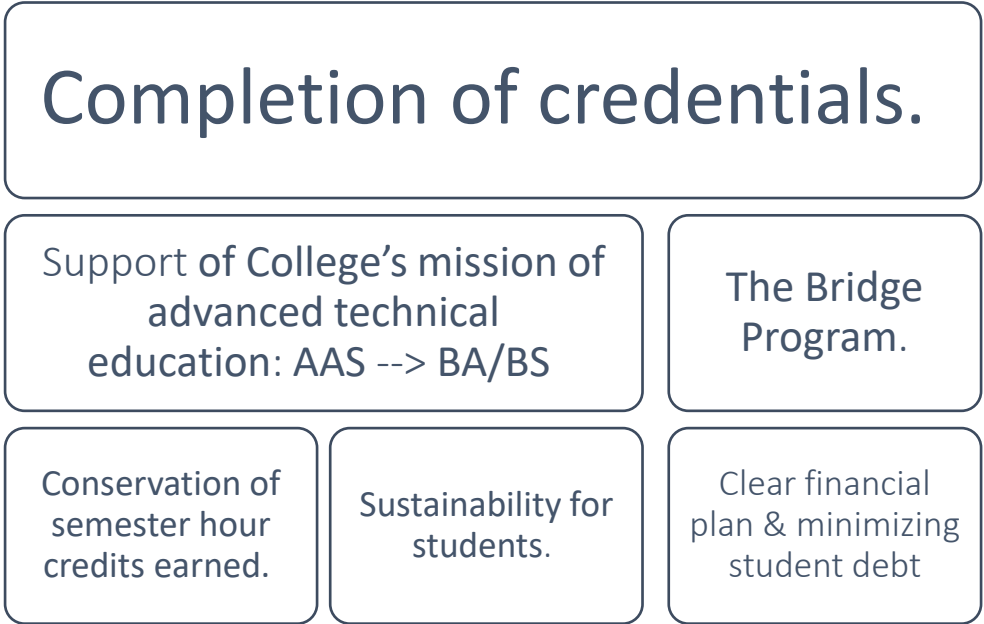 Completion of credentials.
Support of College’s mission of
advanced technical
education: AAS --> BA/BS
The Bridge
Program.
Conservation of
semester hour
credits earned.
Sustainability for
students.
Clear financial
plan & minimizing
student debt